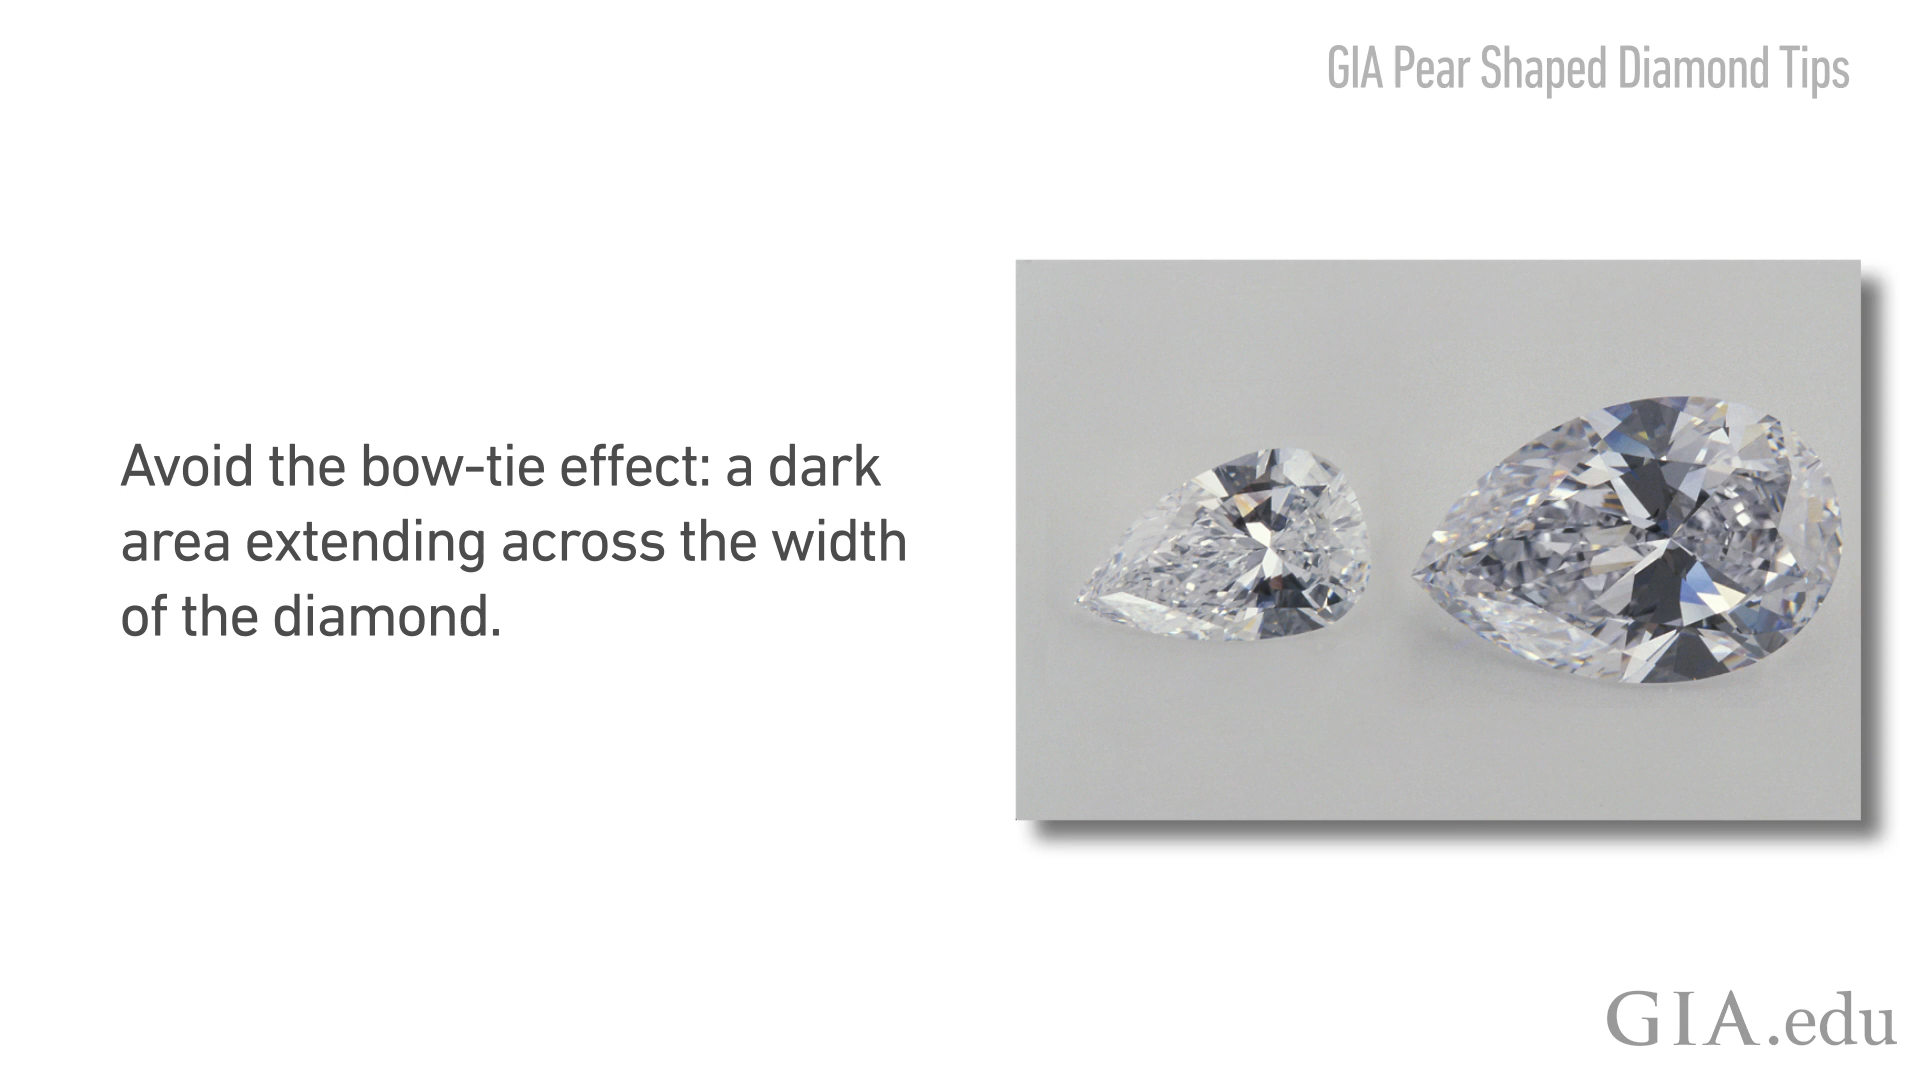 GIA Pear Shaped Diamond Tips
Avoid the bow-tie effect: a dark
area extending across the width
of the diamond.
GIA.edu